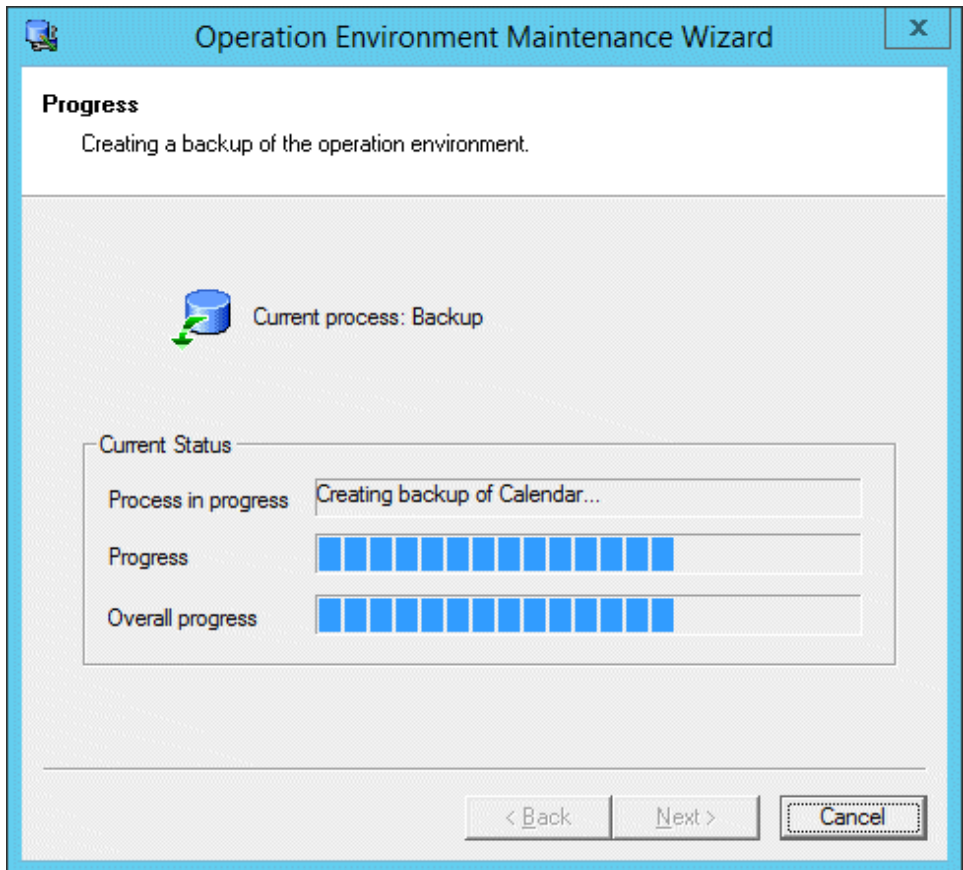 Operation Environment Maintenance Wizard
x
Progress
Creating a backup of the operation environment.
Current process: Backup
Current Status
Process in progress
Creating backup of Calendar...
Progress
Overall progress
< Back
Next >
Cancel